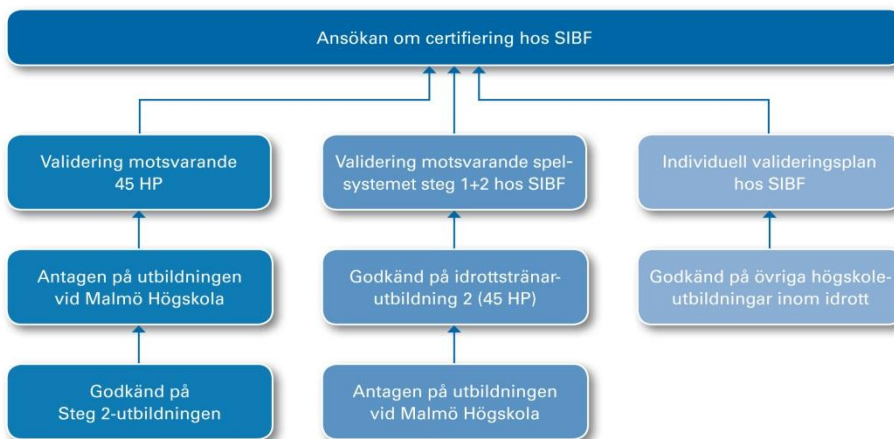 Ansökan om certifiering hos SIBF
Validering motsvarande
45 HP
Validering motsvarande spel-
systemet steg 1+2 hos SIBF
Individuell valideringsplan
hos SIBF
Antagen på utbildningen
vid Malmö Högskola
Godkänd på idrottstränar-
utbildning 2 (45 HP)
Godkänd på övriga högskole-
utbildningar inom idrott
Godkänd på
Steg 2-utbildningen
Antagen på utbildningen
vid Malmö Högskola